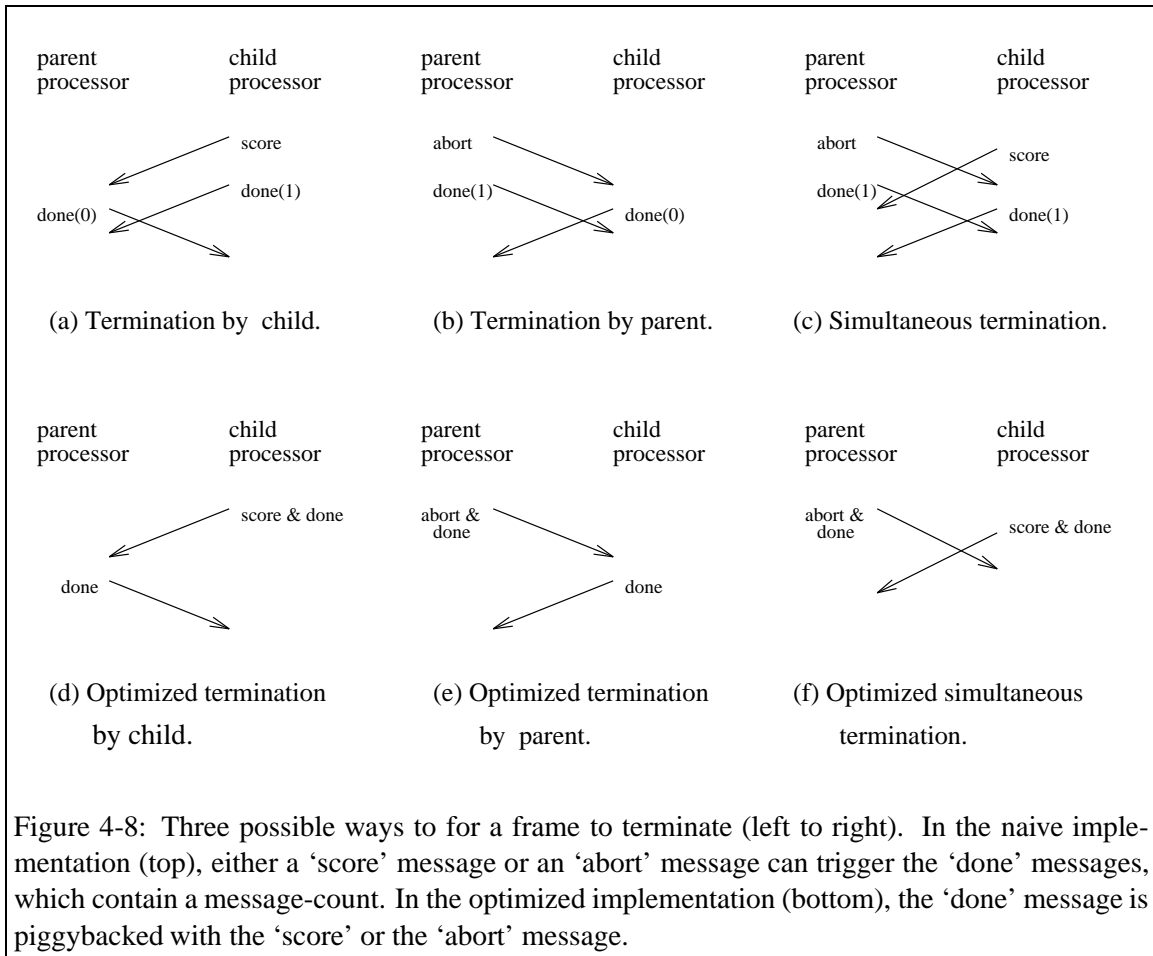 parent
processor
child
processor
score
done(1)
done(0)
(a) Termination by child.
parent
processor
child
processor
abort
done(1)
done(0)
(b) Termination by parent.
parent
processor
child
processor
abort
score
done(1)
done(1)
(c) Simultaneous termination.
parent
processor
child
processor
score & done
done
(d) Optimized termination
by child.
parent
processor
child
processor
abort &
done
done
(e) Optimized termination
by parent.
parent
processor
child
processor
abort &
done
score & done
(f) Optimized simultaneous
termination.
Figure 4-8: Three possible ways to for a frame to terminate (left to right). In the naive imple-
mentation (top), either a ‘score’ message or an ‘abort’ message can trigger the ‘done’ messages,
which contain a message-count. In the optimized implementation (bottom), the ‘done’ message is
piggybacked with the ‘score’ or the ‘abort’ message.